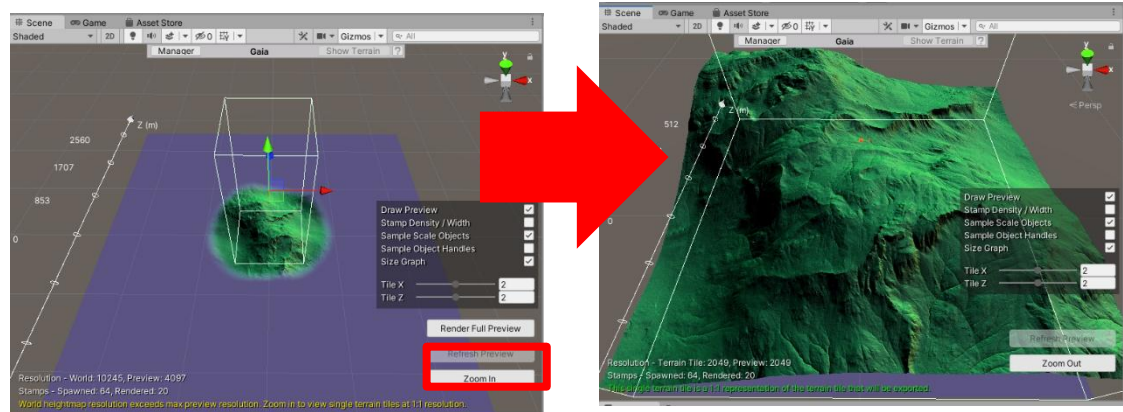 Scene Game Asset Store
Shaded 2D 0 Gizmos All
Manager Gaia Show Terrain ?
y
x
Z (m)
2560
1707
853
0
Draw Preview
Stamp Density / Width
Sample Scale Objects
Sample Object Handles
Size Graph
Tile X 2
Tile Z 2
Render Full Preview
Refresh Preview
Zoom In
Resolution - World: 10245, Preview: 4097
Stamps - Spawned: 64, Rendered: 20
World heightmap resolution exceeds max preview resolution. Zoom in to view single terrain tiles at 1:1 resolution.
Scene Game Asset Store
Shaded 2D 0 Gizmos All
Manager Gaia Show Terrain ?
y
x
Persp
Z (m)
512
0
Draw Preview
Stamp Density / Width
Sample Scale Objects
Sample Object Handles
Size Graph
Tile X 2
Tile Z 2
Refresh Preview
Zoom Out
Resolution - Terrain Tile: 2049, Preview: 2049
Stamps - Spawned: 64, Rendered: 20
This single terrain tile is a 1:1 representation of the terrain tile that will be exported.